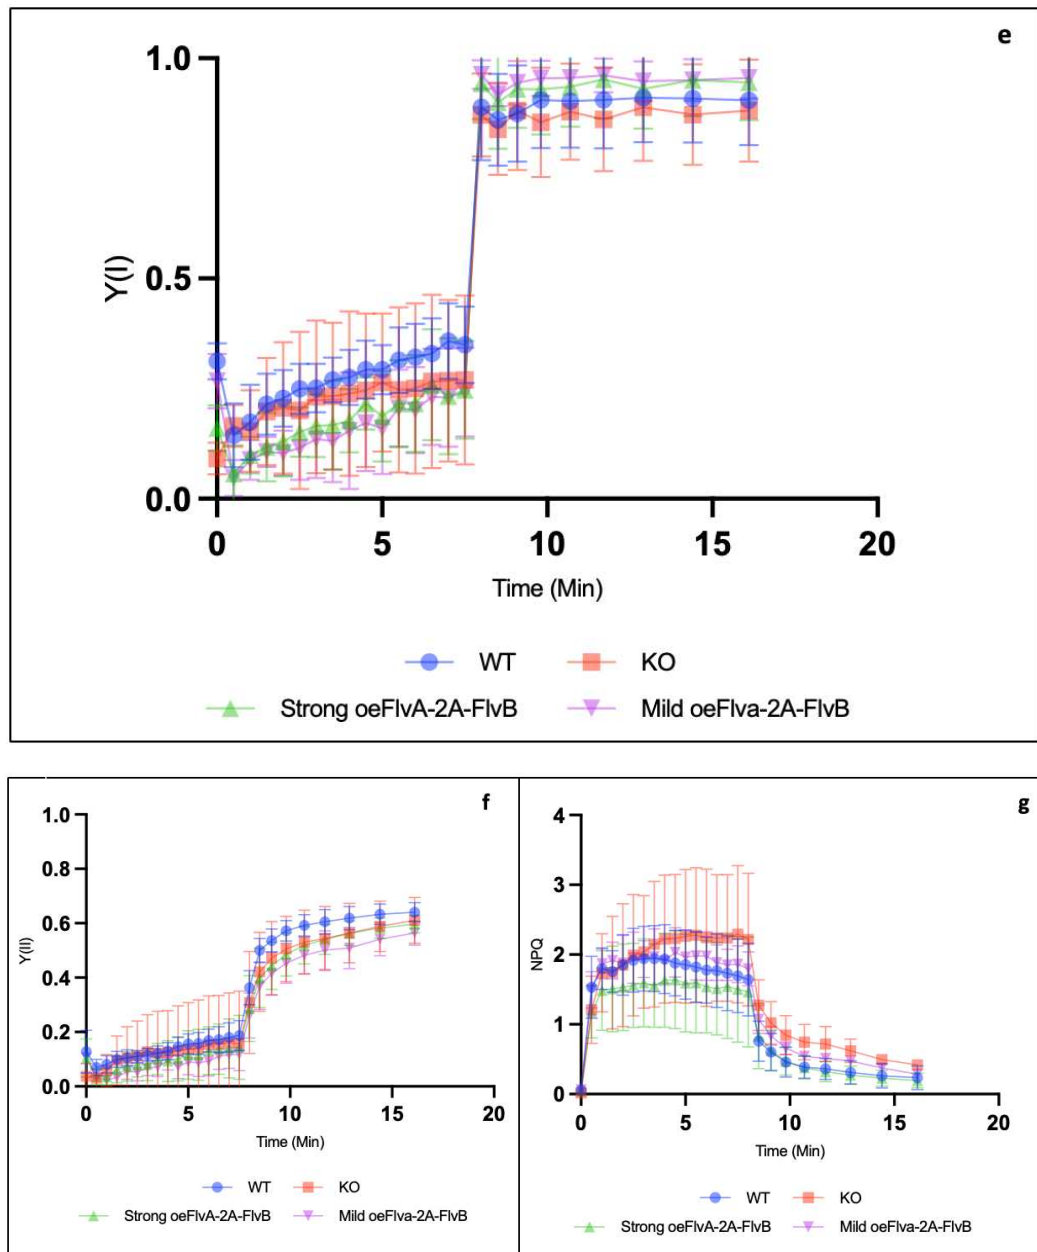 e
1.0
0.5
0.0
Y(I)
0 5 10 15 20
Time (Min)
WT KO
Strong oeFlvA-2A-FlvB Mild oeFlva-2A-FlvB
f
1.0
0.8
0.6
0.4
0.2
0.0
Y(II)
0 5 10 15 20
Time (Min)
WT KO
Strong oeFlvA-2A-FlvB Mild oeFlva-2A-FlvB
g
4
3
2
1
0
NPQ
0 5 10 15 20
Time (Min)
WT KO
Strong oeFlvA-2A-FlvB Mild oeFlva-2A-FlvB